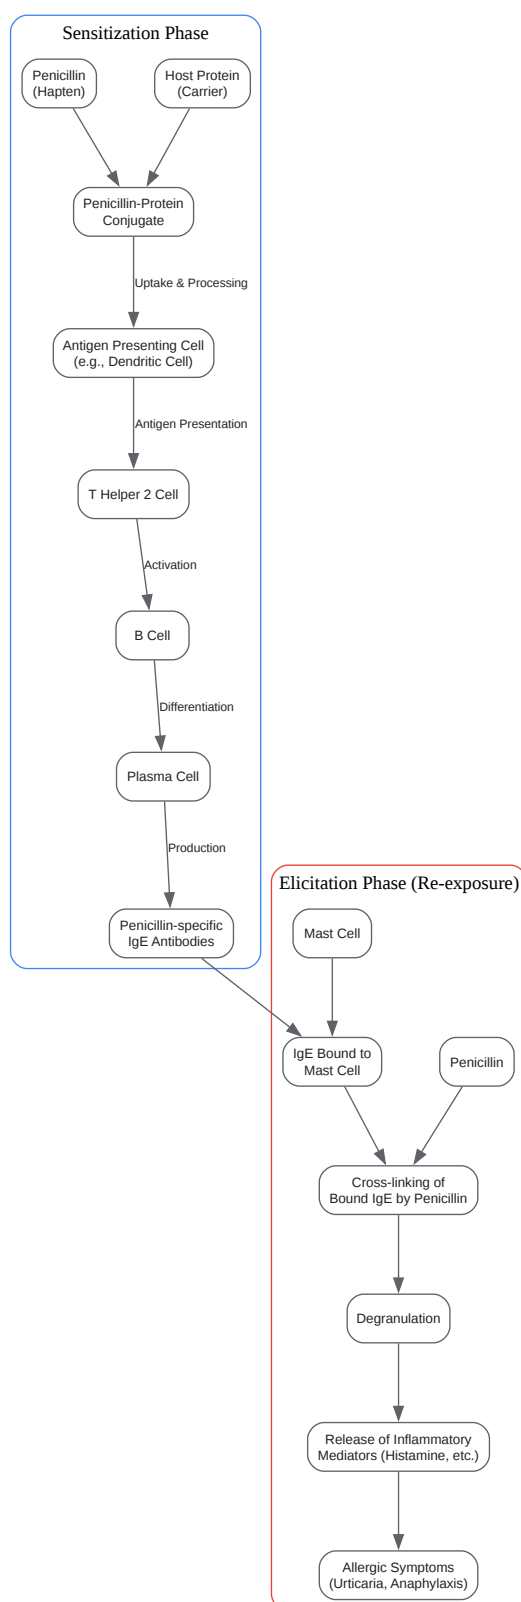 Sensitization Phase
Penicillin
(Hapten)
Host Protein
(Carrier)
Penicillin-Protein
Conjugate
Uptake & Processing
Antigen Presenting Cell
(e.g., Dendritic Cell)
Antigen Presentation
T Helper 2 Cell
Activation
B Cell
Differentiation
Plasma Cell
Production
Penicillin-specific
IgE Antibodies
Elicitation Phase (Re-exposure)
Mast Cell
IgE Bound to
Mast Cell
Penicillin
Cross-linking of
Bound IgE by Penicillin
Degranulation
Release of Inflammatory
Mediators (Histamine, etc.)
Allergic Symptoms
(Urticaria, Anaphylaxis)